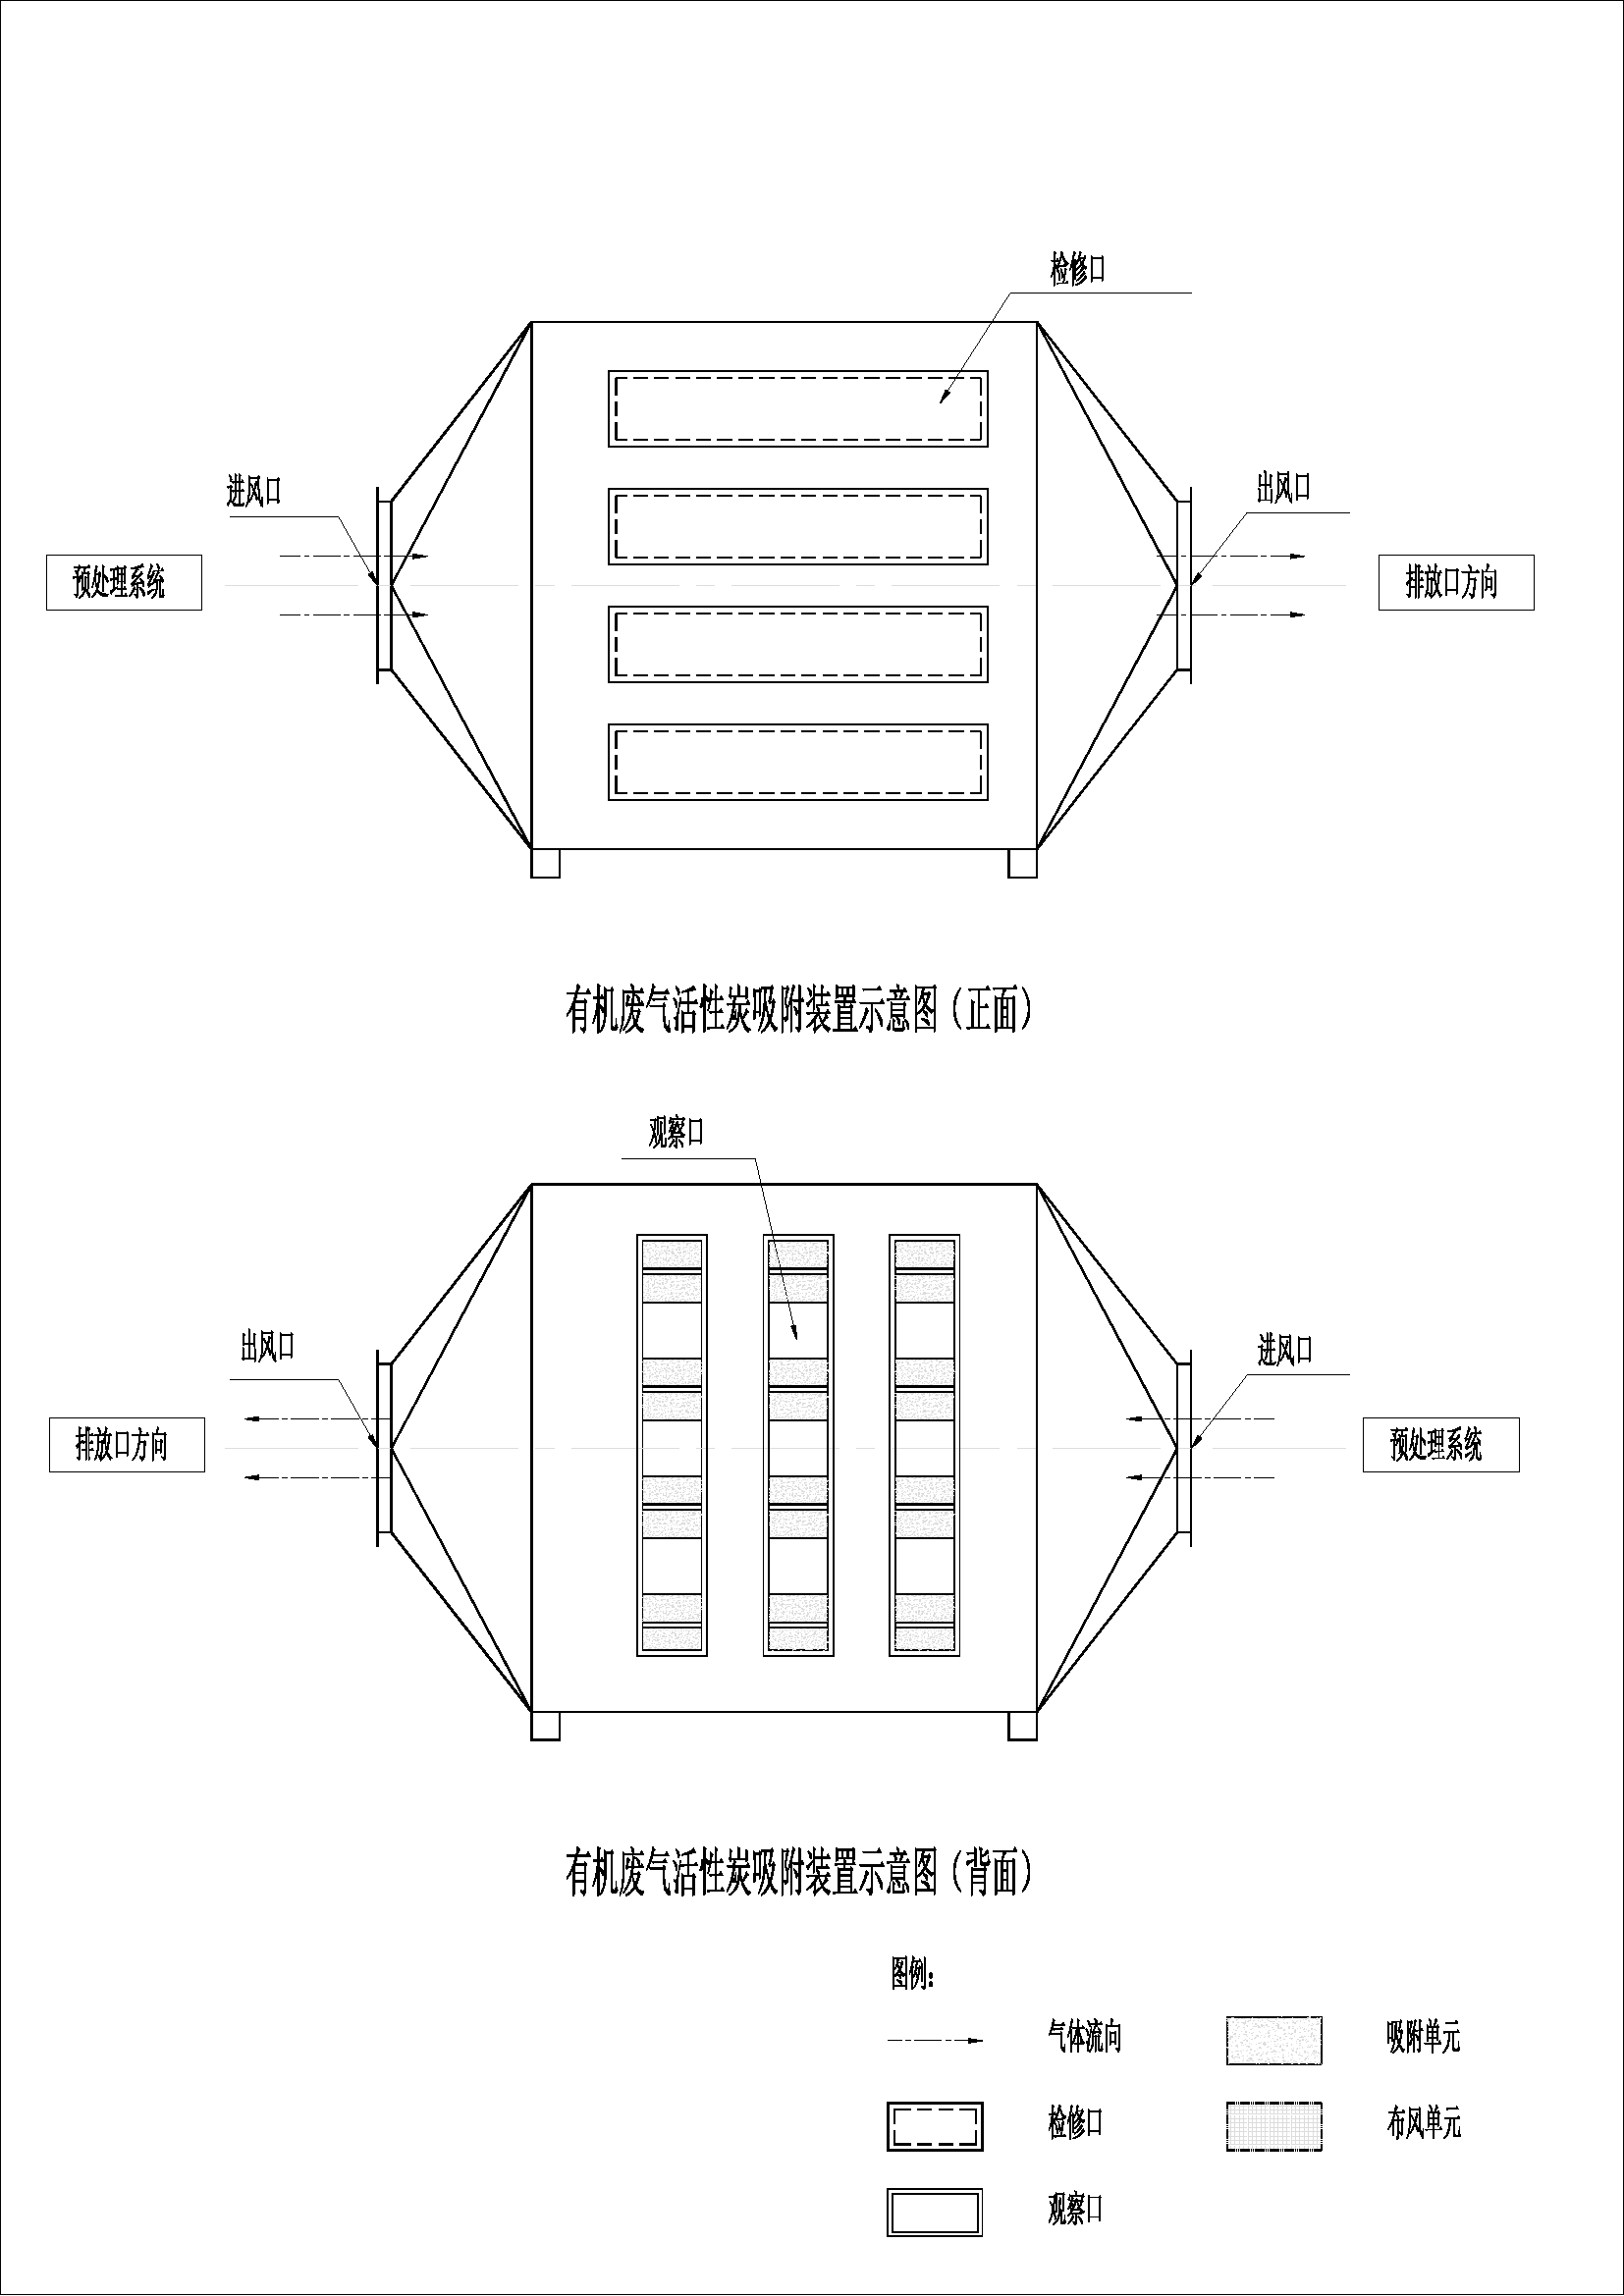 检修口
进风口
出风口
预处理系统
排放口方向
有机废气活性炭吸附装置示意图（正面）
观察口
出风口
进风口
排放口方向
预处理系统
有机废气活性炭吸附装置示意图（背面）
图例：
气体流向
吸附单元
检修口
布风单元
观察口